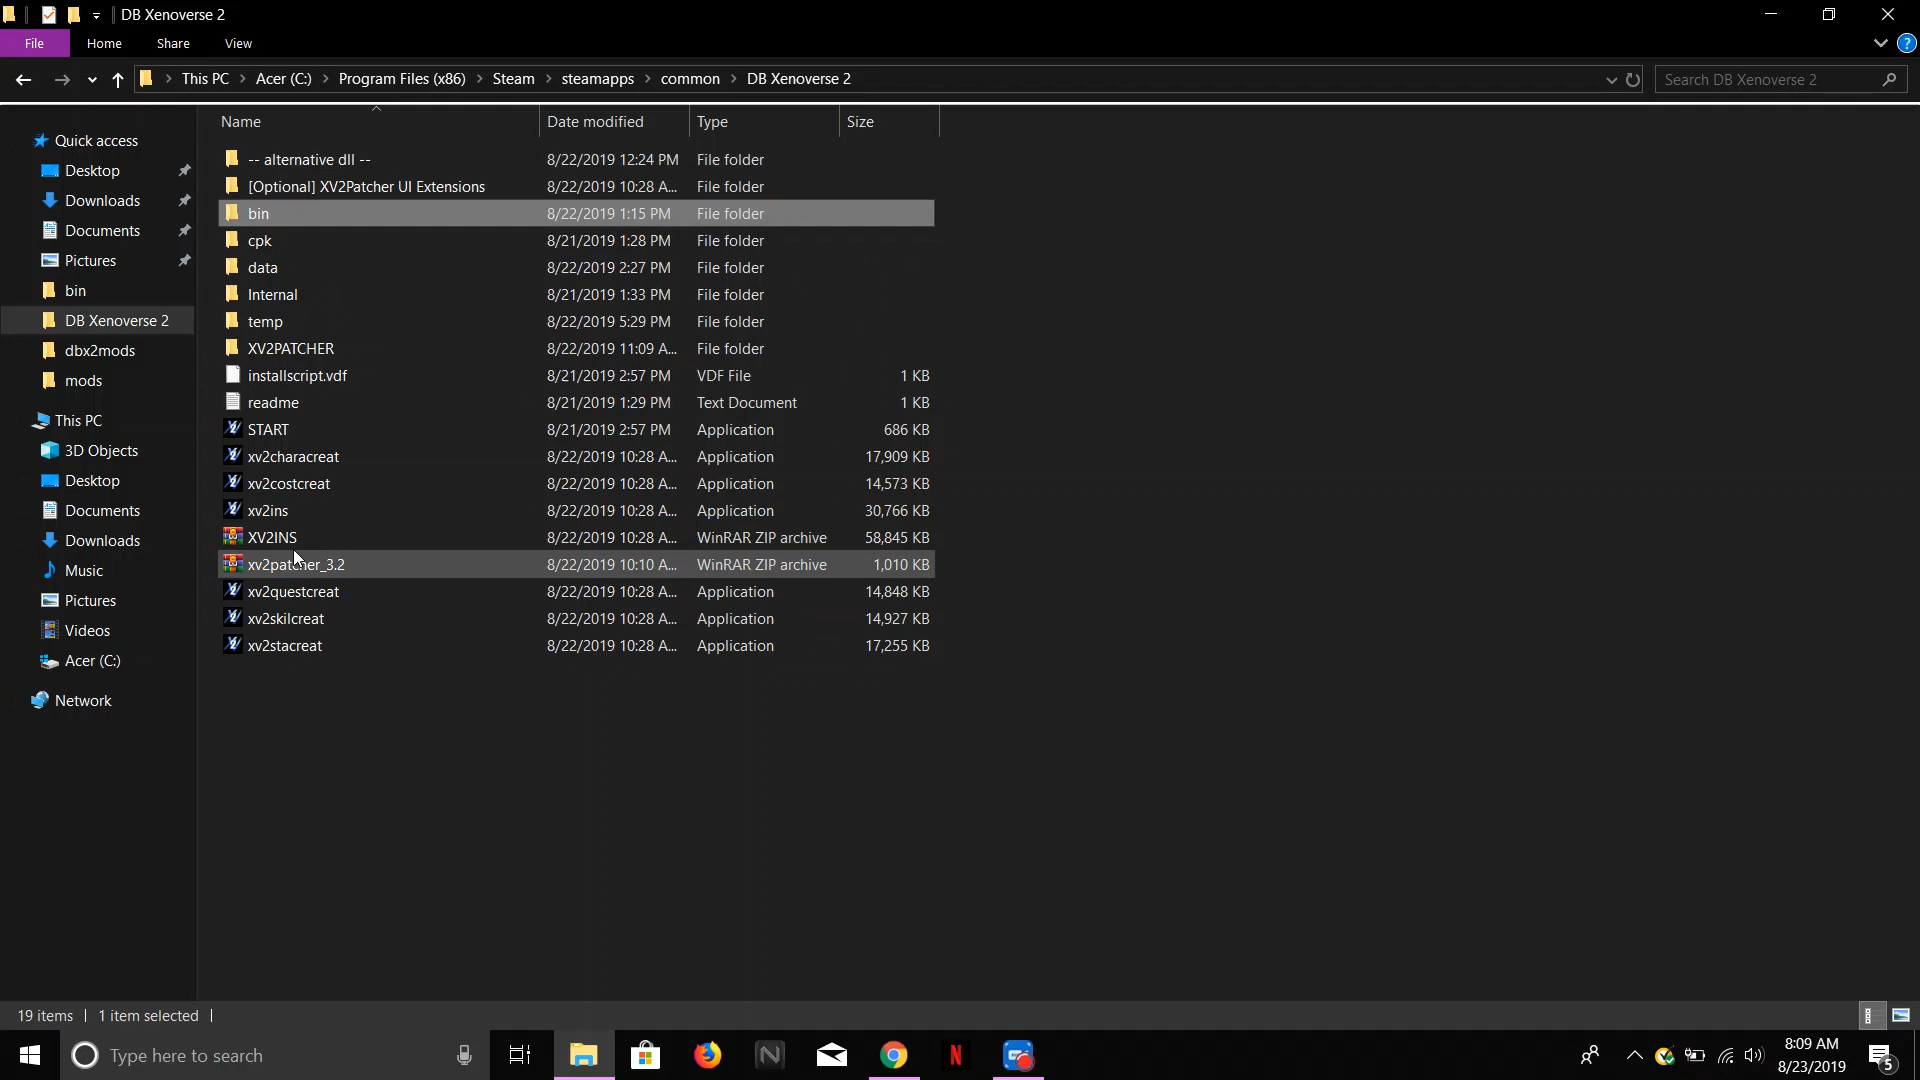 DB Xenoverse 2
File Home Share View
This PC Acer (C:) Program Files (x86) Steam steamapps common DB Xenoverse 2 Search DB Xenoverse 2
Name Date modified Type Size
-- alternative dll -- 8/22/2019 12:24 PM File folder
[Optional] XV2Patcher UI Extensions 8/22/2019 10:28 A... File folder
bin 8/22/2019 1:15 PM File folder
cpk 8/21/2019 1:28 PM File folder
data 8/22/2019 2:27 PM File folder
Internal 8/21/2019 1:33 PM File folder
temp 8/22/2019 5:29 PM File folder
XV2PATCHER 8/22/2019 11:09 A... File folder
installscript.vdf 8/21/2019 2:57 PM VDF File 1 KB
readme 8/21/2019 1:29 PM Text Document 1 KB
START 8/21/2019 2:57 PM Application 686 KB
xv2characreat 8/22/2019 10:28 A... Application 17,909 KB
xv2costcreat 8/22/2019 10:28 A... Application 14,573 KB
xv2ins 8/22/2019 10:28 A... Application 30,766 KB
XV2INS 8/22/2019 10:28 A... WinRAR ZIP archive 58,845 KB
xv2patcher_3.2 8/22/2019 10:10 A... WinRAR ZIP archive 1,010 KB
xv2questcreat 8/22/2019 10:28 A... Application 14,848 KB
xv2skilcreat 8/22/2019 10:28 A... Application 14,927 KB
xv2stacreat 8/22/2019 10:28 A... Application 17,255 KB
Quick access
Desktop
Downloads
Documents
Pictures
bin
DB Xenoverse 2
dbx2mods
mods
This PC
3D Objects
Desktop
Documents
Downloads
Music
Pictures
Videos
Acer (C:)
Network
19 items 1 item selected
Type here to search
8:09 AM
8/23/2019
5